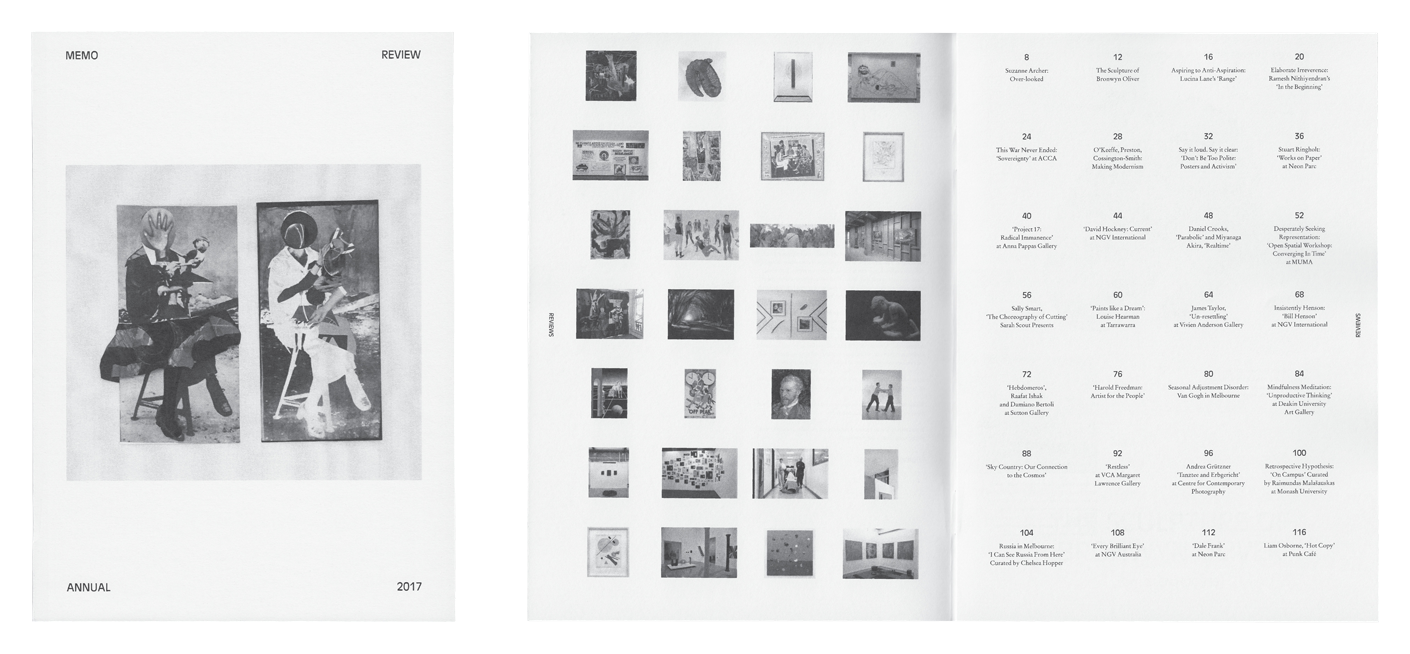 MEMO
REVIEW
ANNUAL
2017
REVIEWS
OFF MAP
8
Suzanne Archer:
Over-looked
12
The Sculpture of
Bronwyn Oliver
16
Aspiring to Anti-Aspiration:
Lucina Lane's 'Range'
20
Elaborate Irreverence:
Ramesh Nithiyendran's
'In the Beginning'
24
This War Never Ended:
'Sovereignty' at ACCA
28
O'Keeffe, Preston,
Cossington-Smith:
Making Modernism
32
Say it loud. Say it clear:
'Don't Be Too Polite:
Posters and Activism'
36
Stuart Ringholt:
'Works on Paper'
at Neon Parc
40
'Project 17:
Radical Immanence'
at Anna Pappas Gallery
44
'David Hockney: Current'
at NGV International
48
Daniel Crooks,
'Parabolic' and Miyanaga
Akira, 'Realtime'
52
Desperately Seeking
Representation:
'Open Spatial Workshop:
Converging In Time'
at MUMA
56
Sally Smart,
'The Choreography of Cutting'
Sarah Scout Presents
60
'Paints like a Dream':
Louise Hearman
at Tarrawarra
64
James Tylor,
'Un-resettling'
at Vivien Anderson Gallery
68
Insistently Henson:
'Bill Henson'
at NGV International
72
'Hebdomeros',
Raafat Ishak
and Damiano Bertoli
at Sutton Gallery
76
'Harold Freedman:
Artist for the People'
80
Seasonal Adjustment Disorder:
Van Gogh in Melbourne
84
Mindfulness Meditation:
'Unproductive Thinking'
at Deakin University
Art Gallery
88
'Sky Country: Our Connection
to the Cosmos'
92
'Restless'
at VCA Margaret
Lawrence Gallery
96
Andrea Grützner
'Tanztee and Erbgericht'
at Centre for Contemporary
Photography
100
Retrospective Hypothesis:
'On Campus' Curated
by Raimundas Malašauskas
at Monash University
104
Russia in Melbourne:
'I Can See Russia From Here'
Curated by Chelsea Hopper
108
'Every Brilliant Eye'
at NGV Australia
112
'Dale Frank'
at Neon Parc
116
Liam Osborne, 'Hot Copy'
at Punk Café
REVIEWS